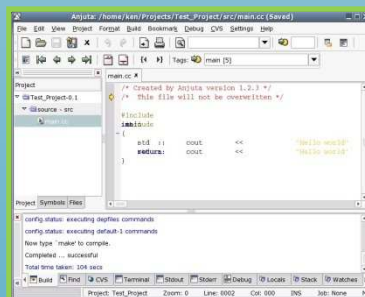 Anjuta: /home/ken/Projects/Test_Project/src/main.cc (Saved)
File Edit View Project Format Build Bookmark Debug CVS Settings Help
Tags: main [5]
Project
main.cc
Test_Project-0.1
source - src
main.cc
/* Created by Anjuta version 1.2.3 */
/* This file will not be overwritten */
#include
{
std :: cout << "Hello world"
cout << "Hello world"
}
Project Symbols Files
config.status: executing depfiles commands
config.status: executing default-1 commands
Now type `make' to compile.
Completed ... successful
Total time taken: 104 secs
Build Find CVS Terminal Stdout Stderr Debug Locals Stack Watches
Project: Test_Project Zoom: 0 Line: 0002 Col: 000 INS Job: None